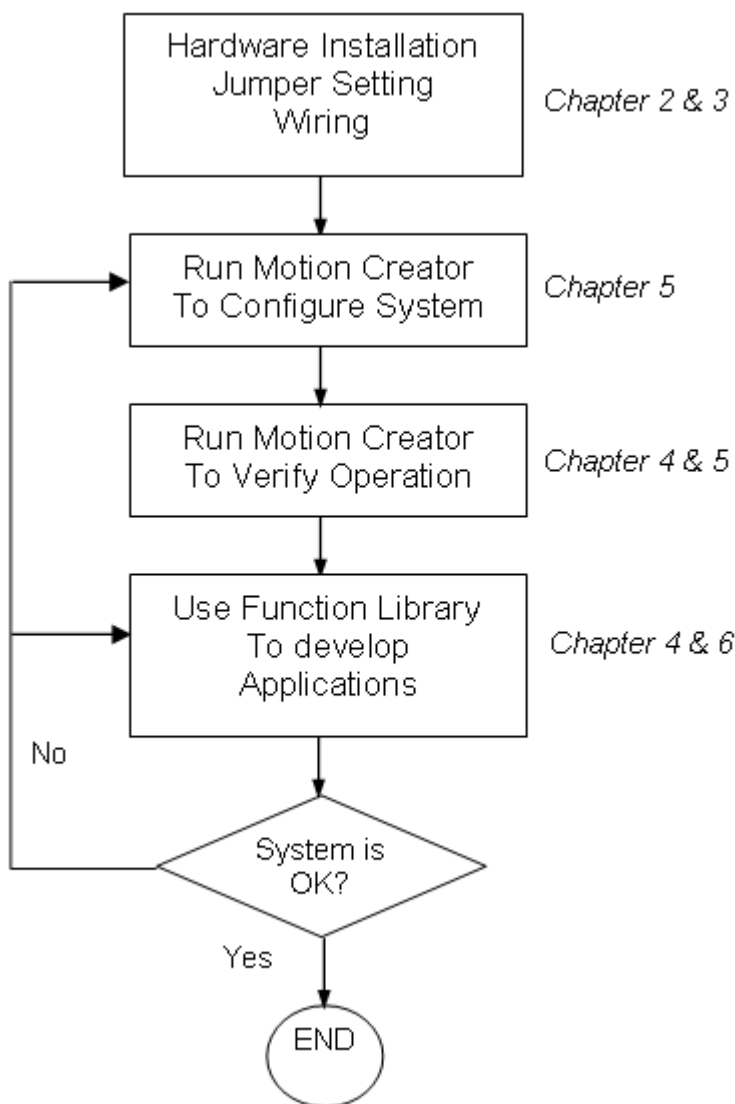 Hardware Installation
Jumper Setting
Wiring
Chapter 2 & 3
Run Motion Creator
To Configure System
Chapter 5
Run Motion Creator
To Verify Operation
Chapter 4 & 5
Use Function Library
To develop
Applications
Chapter 4 & 6
No
System is
OK?
Yes
END